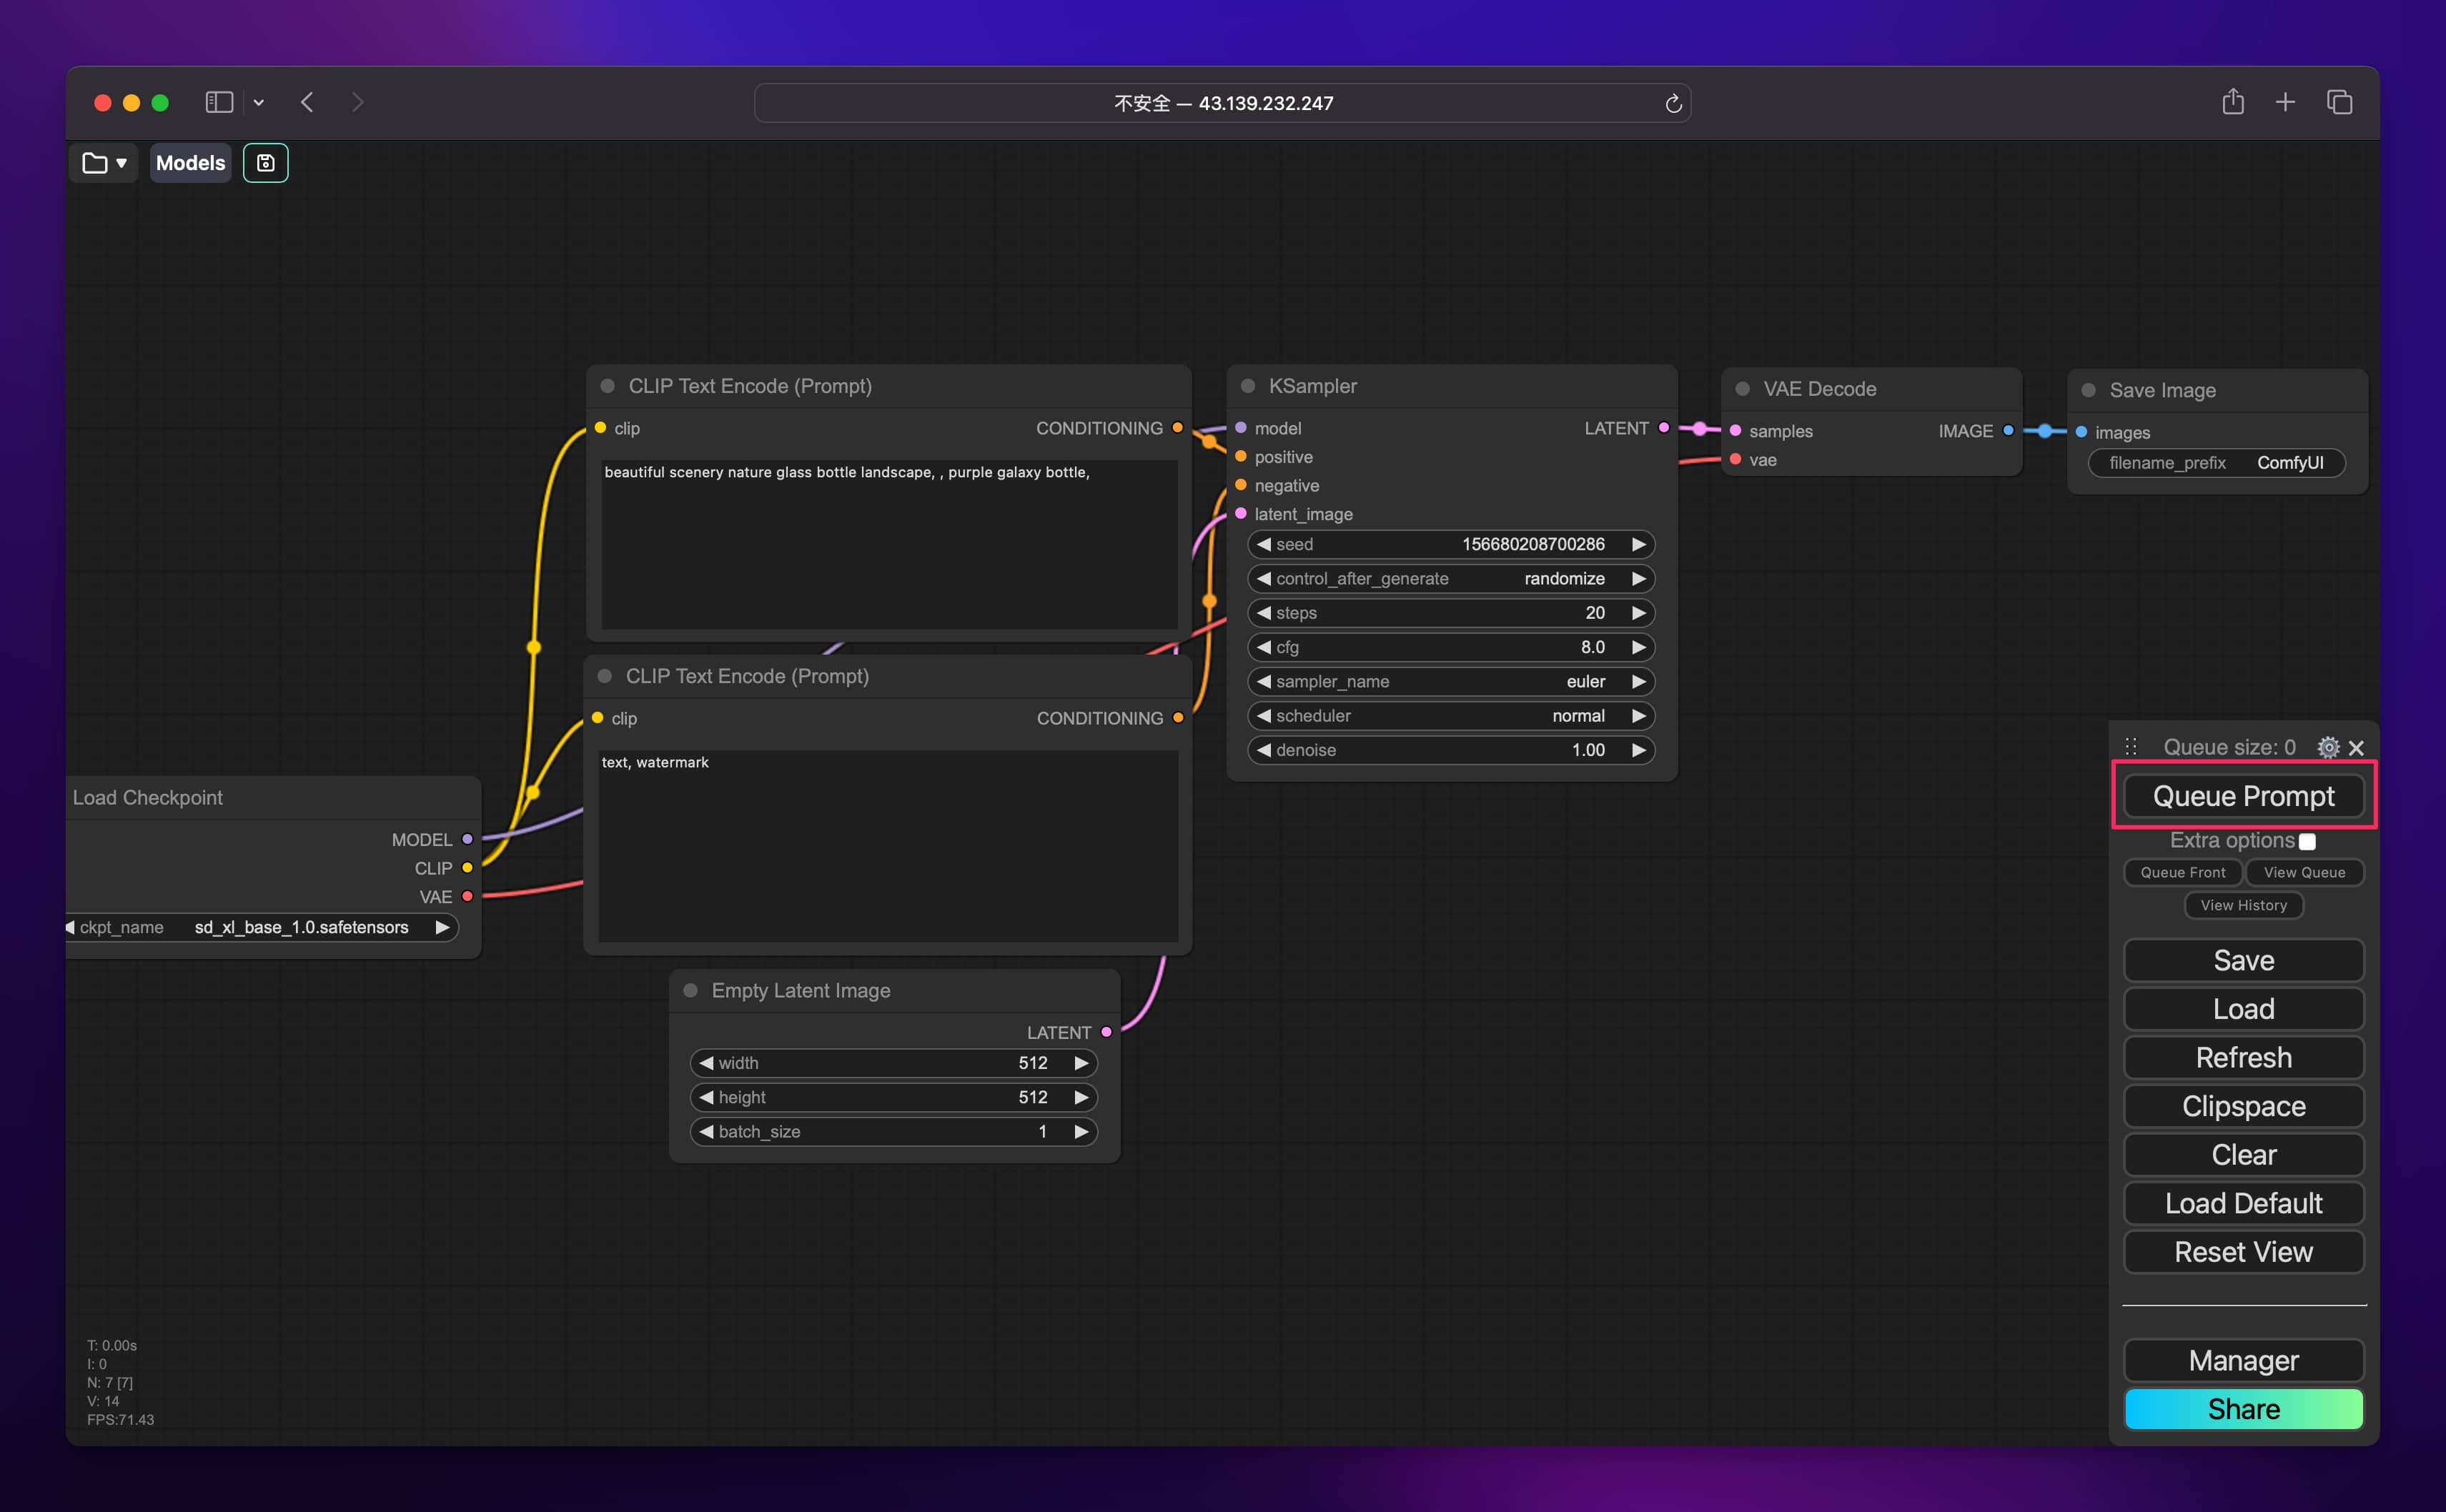 不安全 — 43.139.232.247
Models
CLIP Text Encode (Prompt)
clip
CONDITIONING
beautiful scenery nature glass bottle landscape, , purple galaxy bottle,
KSampler
model
LATENT
positive
negative
latent_image
seed 156680208700286
control_after_generate randomize
steps 20
cfg 8.0
sampler_name euler
scheduler normal
denoise 1.00
VAE Decode
samples
IMAGE
vae
Save Image
images
filename_prefix ComfyUI
CLIP Text Encode (Prompt)
clip
CONDITIONING
text, watermark
Load Checkpoint
MODEL
CLIP
VAE
ckpt_name sd_xl_base_1.0.safetensors
Empty Latent Image
LATENT
width 512
height 512
batch_size 1
Queue size: 0
Queue Prompt
Extra options
Queue Front
View Queue
View History
Save
Load
Refresh
Clipspace
Clear
Load Default
Reset View
Manager
Share
T: 0.00s
I: 0
N: 7 [7]
V: 14
FPS:71.43